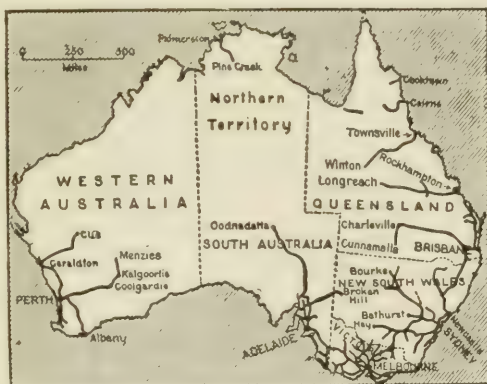 Palmerston
0 250 500
Miles
Pine Creek
Northern
Territory
Cooktown
Cairns
Townsville
Winton
Rockhampton
Longreach
WESTERN
AUSTRALIA
QUEENSLAND
Oodnadatta
Charleville
SOUTH AUSTRALIA
Cunnamulla
BRISBANE
Cue
Geraldton
Menzies
Kalgoorlie
Coolgardie
Bourke
NEW SOUTH WALES
Broken
Hill
PERTH
Albany
Bathurst
Hay
Newcastle
SYDNEY
ADELAIDE
VICTORIA
MELBOURNE